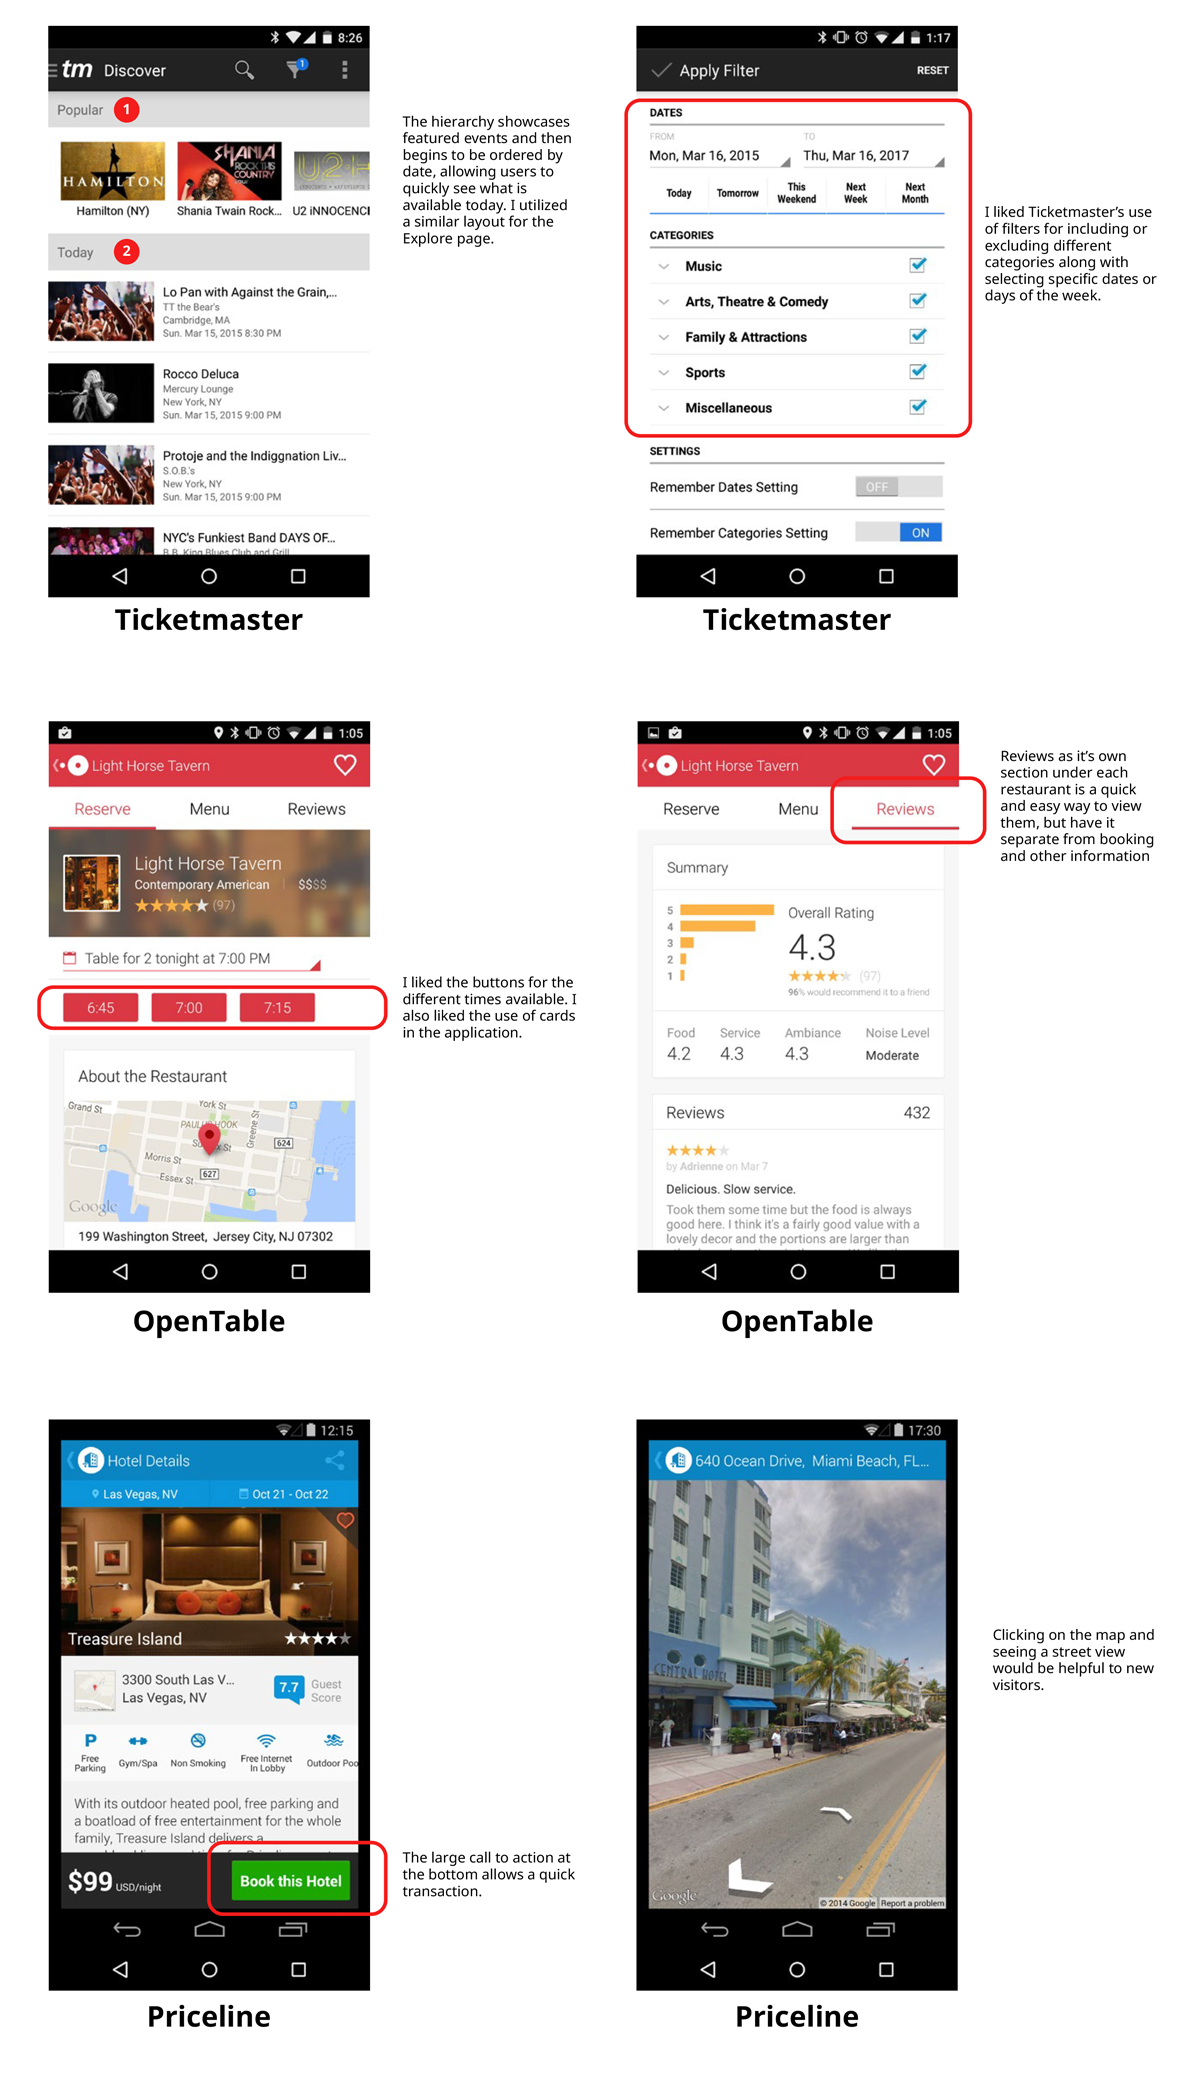 8:26
tm Discover
1
Popular 1
HAMILTON
SHANIA
ROCK THIS
COUNTRY
U2
Hamilton (NY) Shania Twain Rock... U2 iNNOCENCE
Today 2
Lo Pan with Against the Grain,...
TT the Bear's
Cambridge, MA
Sun. Mar 15, 2015 8:30 PM
Rocco Deluca
Mercury Lounge
New York, NY
Sun. Mar 15, 2015 9:00 PM
Protoje and the Indiggnation Liv...
S.O.B.'s
New York, NY
Sun. Mar 15, 2015 9:00 PM
NYC's Funkiest Band DAYS OF...
B.B. King Blues Club and Grill
Ticketmaster
The hierarchy showcases
featured events and then
begins to be ordered by
date, allowing users to
quickly see what is
available today. I utilized
a similar layout for the
Explore page.
1:17
Apply Filter RESET
DATES
FROM TO
Mon, Mar 16, 2015 Thu, Mar 16, 2017
Today Tomorrow This Weekend Next Week Next Month
CATEGORIES
Music
Arts, Theatre & Comedy
Family & Attractions
Sports
Miscellaneous
SETTINGS
Remember Dates Setting OFF
Remember Categories Setting ON
Ticketmaster
I liked Ticketmaster's use
of filters for including or
excluding different
categories along with
selecting specific dates or
days of the week.
1:05
Light Horse Tavern
Reserve Menu Reviews
Light Horse Tavern
Contemporary American | $$$$
(97)
Table for 2 tonight at 7:00 PM
6:45 7:00 7:15
About the Restaurant
Grand St
York St
PAULUS HOOK
Greene St
Sussex St
624
Morris St
627
Essex St
Google
199 Washington Street, Jersey City, NJ 07302
OpenTable
I liked the buttons for the
different times available. I
also liked the use of cards
in the application.
1:05
Light Horse Tavern
Reserve Menu Reviews
Summary
5
4
3
2
1
Overall Rating
4.3
(97)
96% would recommend it to a friend
Food Service Ambiance Noise Level
4.2 4.3 4.3 Moderate
Reviews 432
by Adrienne on Mar 7
Delicious. Slow service.
Took them some time but the food is always
good here. I think it's a fairly good value with a
lovely decor and the portions are larger than
OpenTable
Reviews as it's own
section under each
restaurant is a quick
and easy way to view
them, but have it
separate from booking
and other information
12:15
Hotel Details
Las Vegas, NV Oct 21 - Oct 22
Treasure Island
3300 South Las V...
Las Vegas, NV
7.7 Guest Score
P
Free Parking Gym/Spa Non Smoking Free Internet In Lobby Outdoor Poo
With its outdoor heated pool, free parking and
a boatload of free entertainment for the whole
family, Treasure Island delivers a
$99 USD/night Book this Hotel
Priceline
The large call to action at
the bottom allows a quick
transaction.
17:30
640 Ocean Drive, Miami Beach, FL...
CENTRAL HOTEL
Google
© 2014 Google Report a problem
Priceline
Clicking on the map and
seeing a street view
would be helpful to new
visitors.